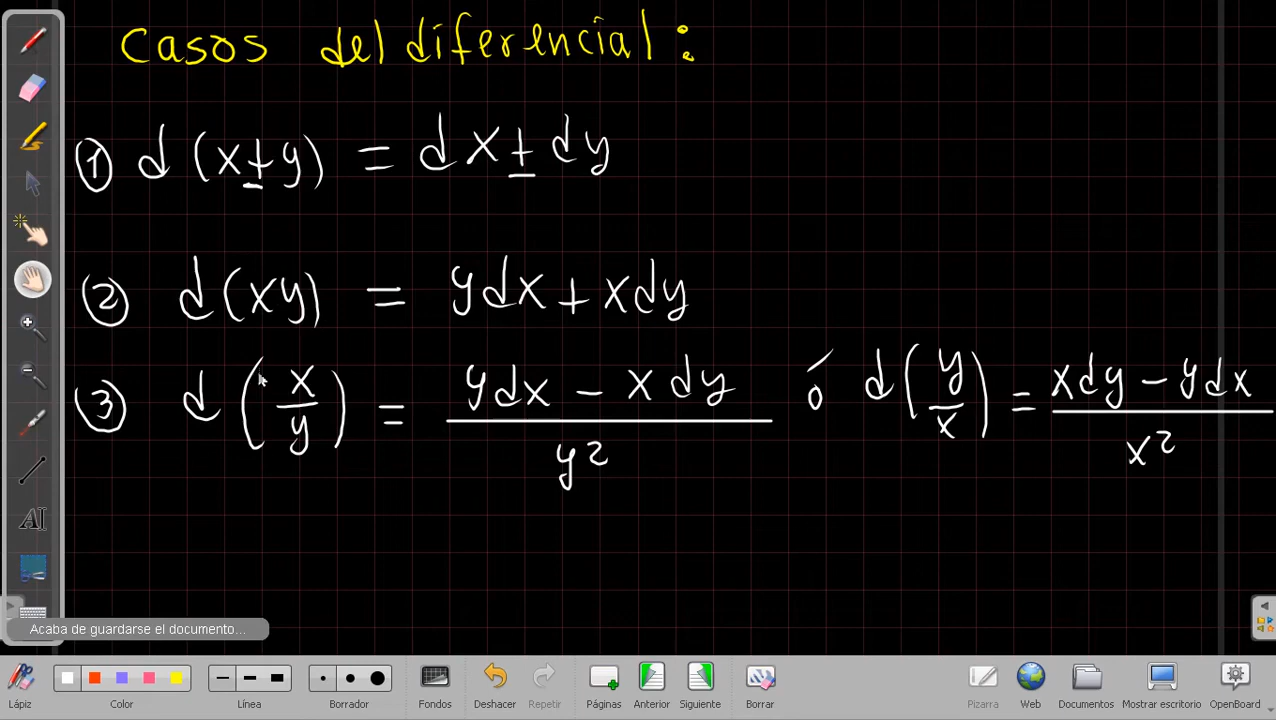 Casos del diferencial:
① d(x±y) = dx±dy
② d(xy) = ydx+xdy
③ d(x/y) = (ydx - xdy)/y² ó d(y/x) = (xdy - ydx)/x²
Acaba de guardarse el documento...
Lápiz Color Línea Borrador Fondos Deshacer Repetir Páginas Anterior Siguiente Borrar Pizarra Web Documentos Mostrar escritorio OpenBoard